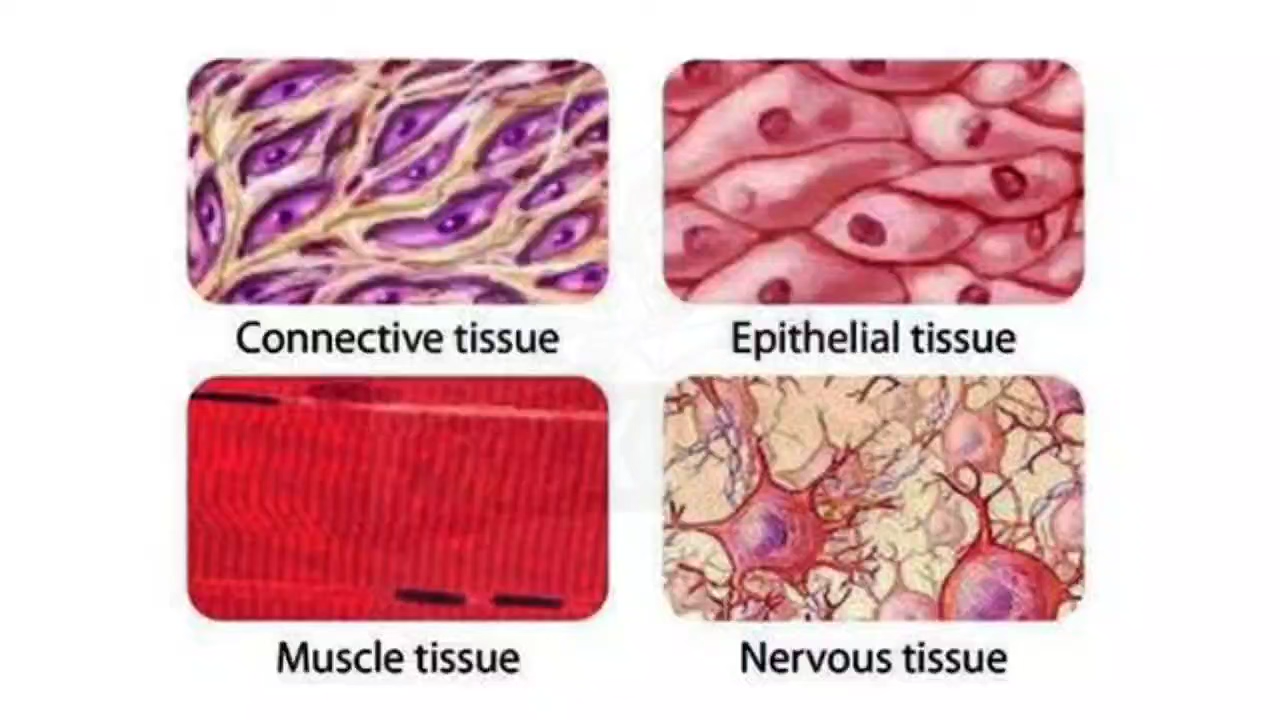 Connective tissue
Epithelial tissue
Muscle tissue
Nervous tissue